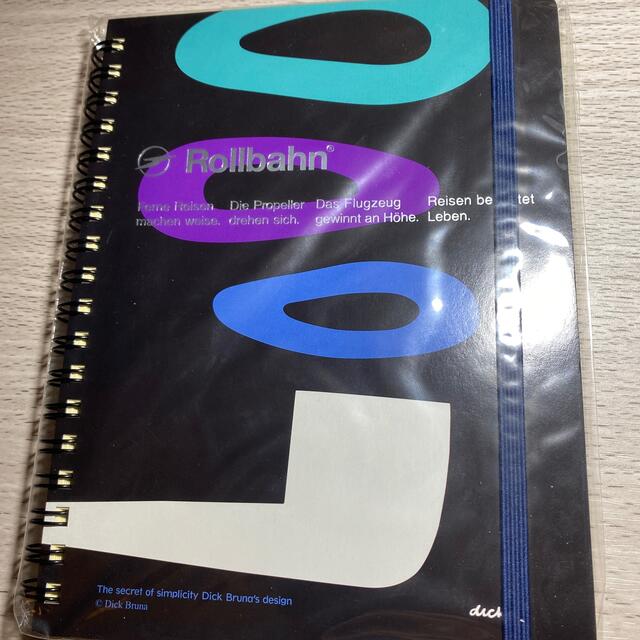 Rollbahn®
Ferne Reisen machen weise.
Die Propeller drehen sich.
Das Flugzeug gewinnt an Höhe.
Reisen be tet Leben.
The secret of simplicity Dick Bruna's design
© Dick Bruna
dick